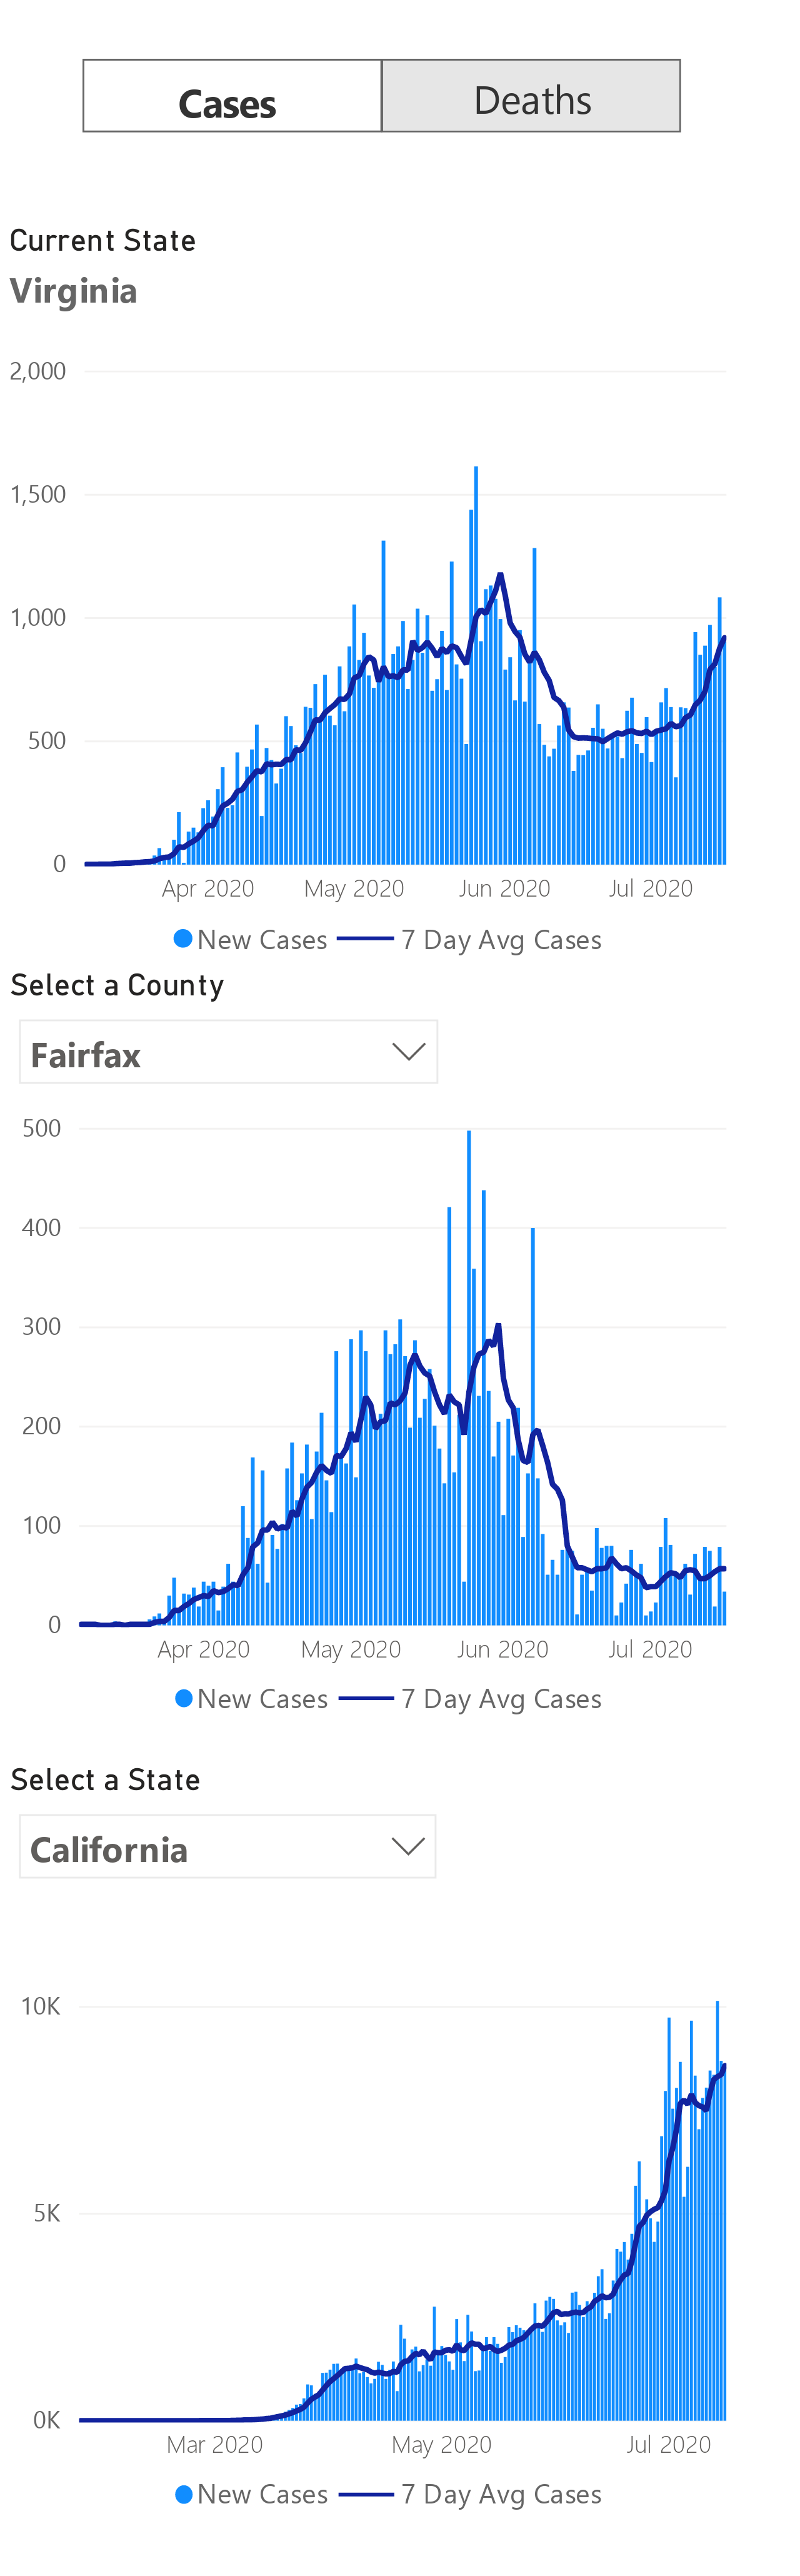 Cases Deaths
Current State
Virginia
2,000
1,500
1,000
500
0
Apr 2020 May 2020 Jun 2020 Jul 2020
New Cases 7 Day Avg Cases
Select a County
Fairfax
500
400
300
200
100
0
Apr 2020 May 2020 Jun 2020 Jul 2020
New Cases 7 Day Avg Cases
Select a State
California
10K
5K
0K
Mar 2020 May 2020 Jul 2020
New Cases 7 Day Avg Cases